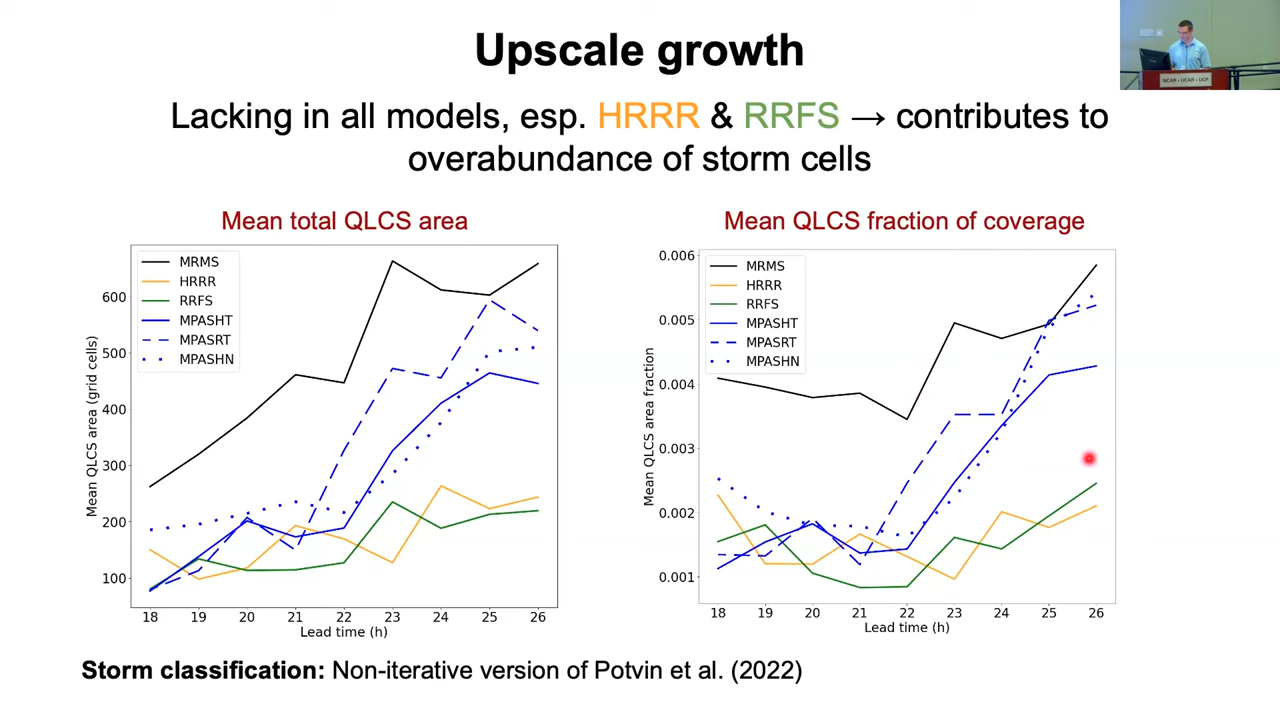 Upscale growth
Lacking in all models, esp. HRRR & RRFS → contributes to
overabundance of storm cells
NCAR • UCAR • UCP
Mean total QLCS area
MRMS
HRRR
RRFS
MPASHT
MPASRT
MPASHN
600
500
400
300
200
100
Mean QLCS area (grid cells)
18 19 20 21 22 23 24 25 26
Lead time (h)
Mean QLCS fraction of coverage
MRMS
HRRR
RRFS
MPASHT
MPASRT
MPASHN
0.006
0.005
0.004
0.003
0.002
0.001
Mean QLCS area fraction
18 19 20 21 22 23 24 25 26
Lead time (h)
Storm classification: Non-iterative version of Potvin et al. (2022)